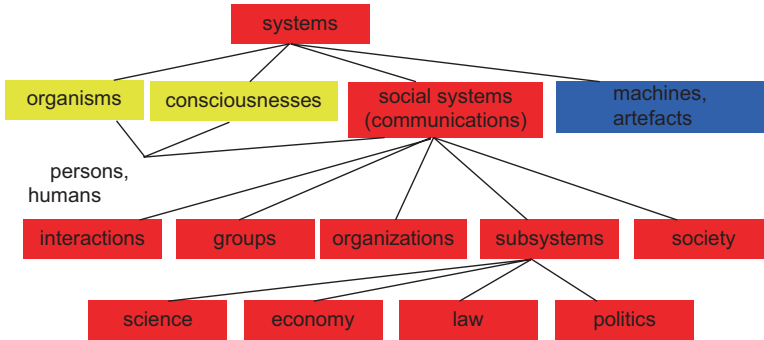 systems
organisms
consciousnesses
social systems
(communications)
machines,
artefacts
persons,
humans
interactions
groups
organizations
subsystems
society
science
economy
law
politics